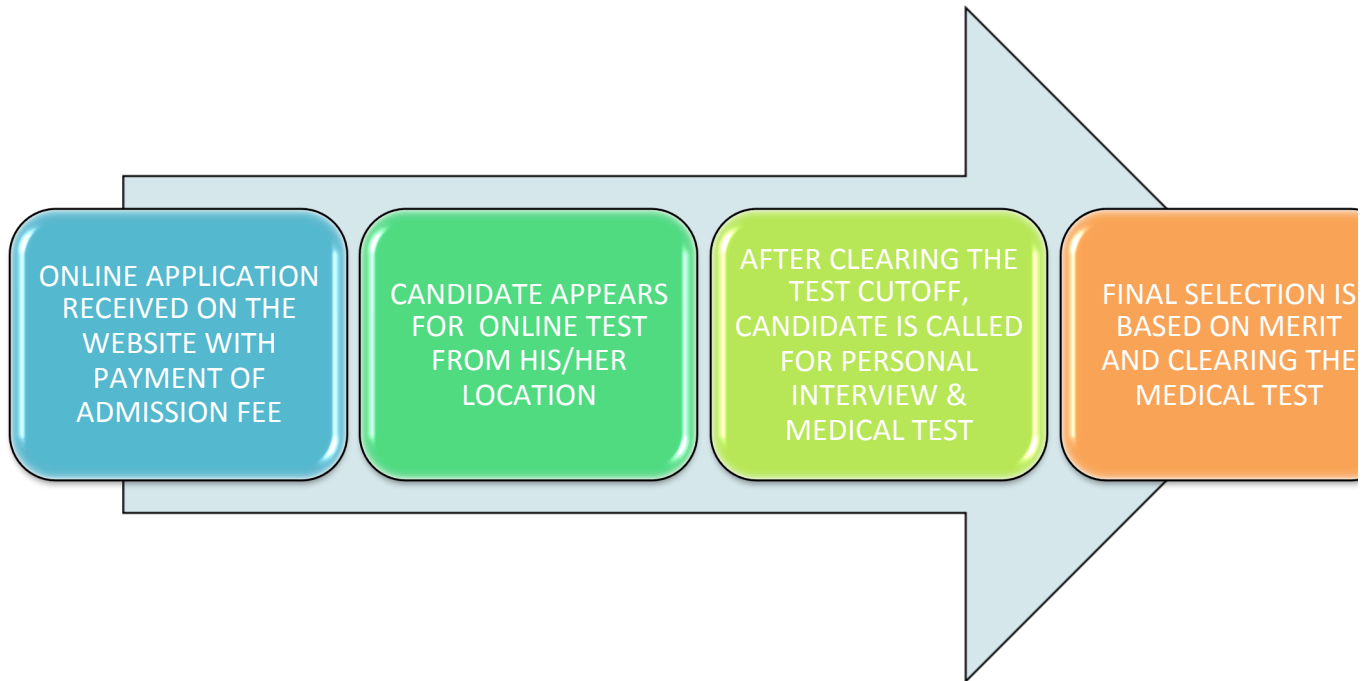 ONLINE APPLICATION
RECEIVED ON THE
WEBSITE WITH
PAYMENT OF
ADMISSION FEE
CANDIDATE APPEARS
FOR  ONLINE TEST
FROM HIS/HER
LOCATION
AFTER CLEARING THE
TEST CUTOFF,
CANDIDATE IS CALLED
FOR PERSONAL
INTERVIEW &
MEDICAL TEST
FINAL SELECTION IS
BASED ON MERIT
AND CLEARING THE
MEDICAL TEST